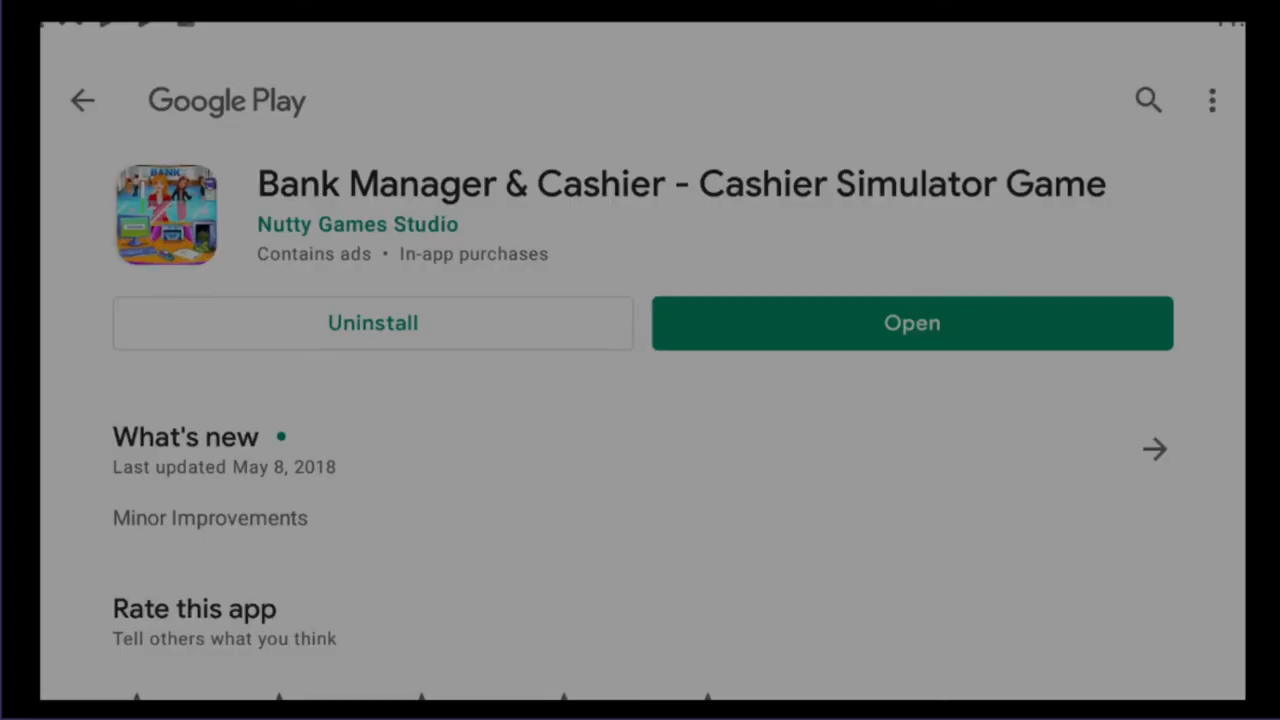 Google Play
BANK
Bank Manager & Cashier - Cashier Simulator Game
Nutty Games Studio
Contains ads • In-app purchases
Uninstall
Open
What's new
Last updated May 8, 2018
Minor Improvements
Rate this app
Tell others what you think